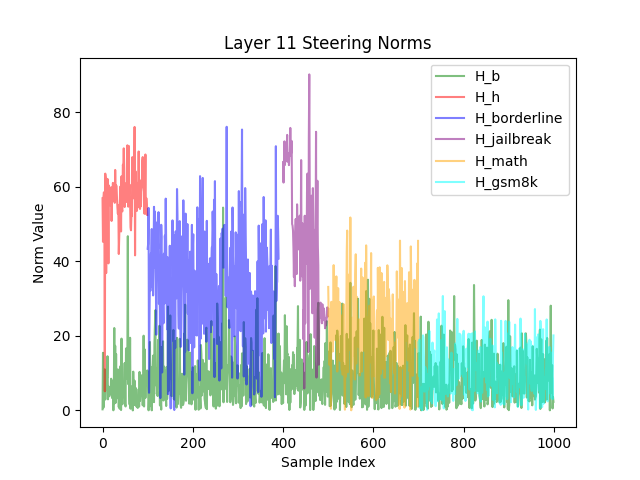 Layer 11 Steering Norms
H_b
H_h
H_borderline
H_jailbreak
H_math
H_gsm8k
80
60
40
20
0
Norm Value
0 200 400 600 800 1000
Sample Index